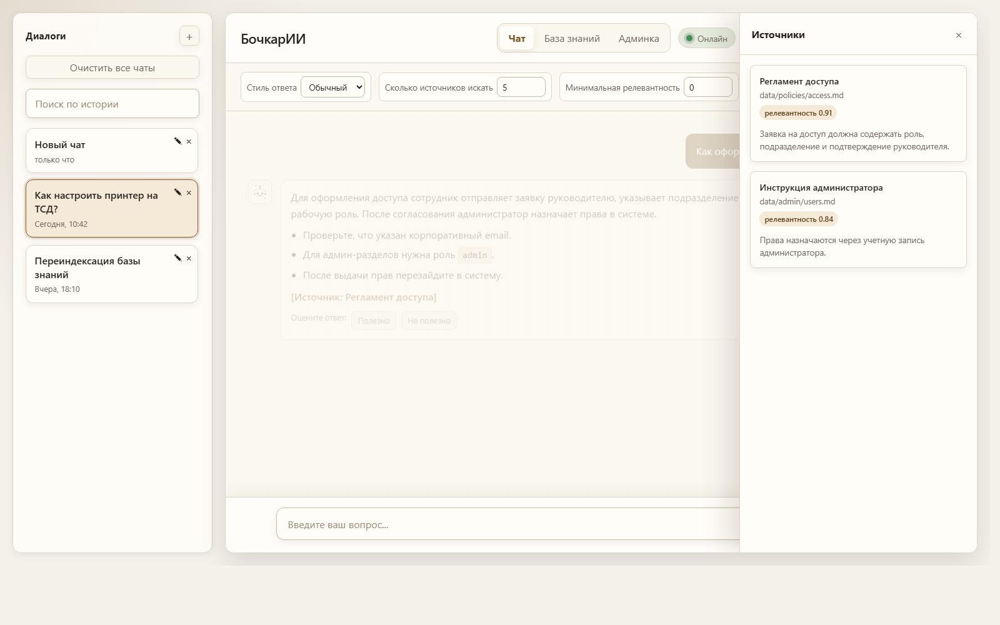 Диалоги
+
Очистить все чаты
Поиск по истории
Новый чат
×
только что
Как настроить принтер на
ТСД?
×
Сегодня, 10:42
Переиндексация базы
знаний
×
Вчера, 18:10
БочкарИИ
Чат
База знаний
Админка
Онлайн
Стиль ответа
Обычный
Сколько источников искать
5
Минимальная релевантность
0
Как офор
Для оформления доступа сотрудник отправляет заявку руководителю, указывает подразделение
рабочую роль. После согласования администратор назначает права в системе.
• Проверьте, что указан корпоративный email.
• Для админ-разделов нужна роль admin.
• После выдачи прав перезайдите в систему.
[Источник: Регламент доступа]
Оцените ответ:
Полезно
Не полезно
Введите ваш вопрос...
Источники
×
Регламент доступа
data/policies/access.md
релевантность 0.91
Заявка на доступ должна содержать роль,
подразделение и подтверждение руководителя.
Инструкция администратора
data/admin/users.md
релевантность 0.84
Права назначаются через учетную запись
администратора.